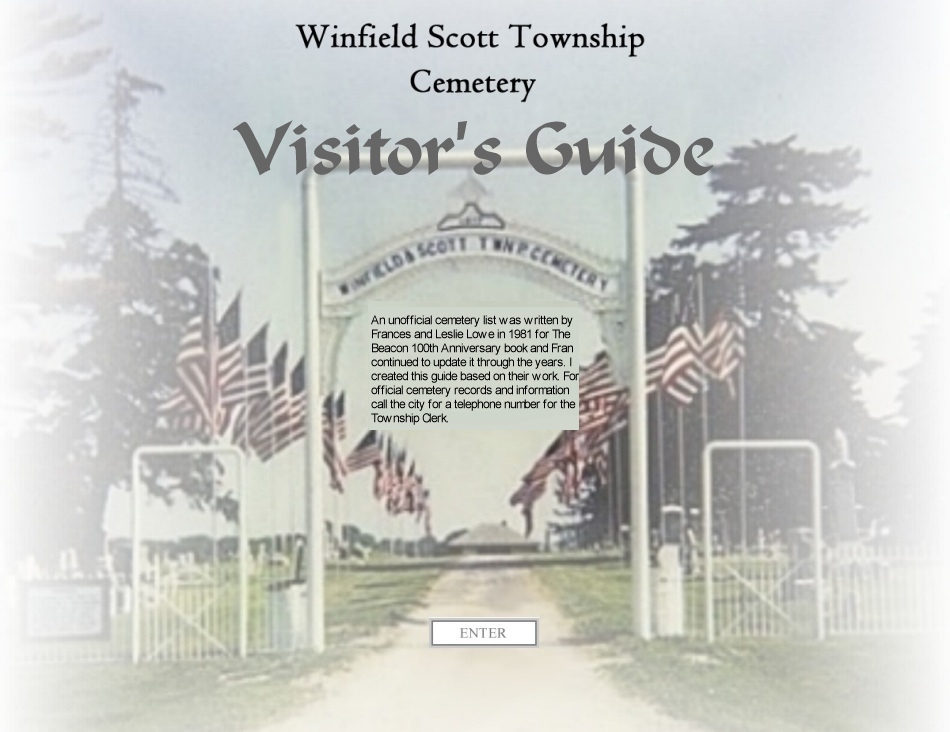 Winfield Scott Township
Cemetery
Visitor's Guide
WINFIELD & SCOTT TWNP. CEMETERY
An unofficial cemetery list was written by
Frances and Leslie Lowe in 1981 for The
Beacon 100th Anniversary book and Fran
continued to update it through the years. I
created this guide based on their work. For
official cemetery records and information
call the city for a telephone number for the
Township Clerk.
ENTER